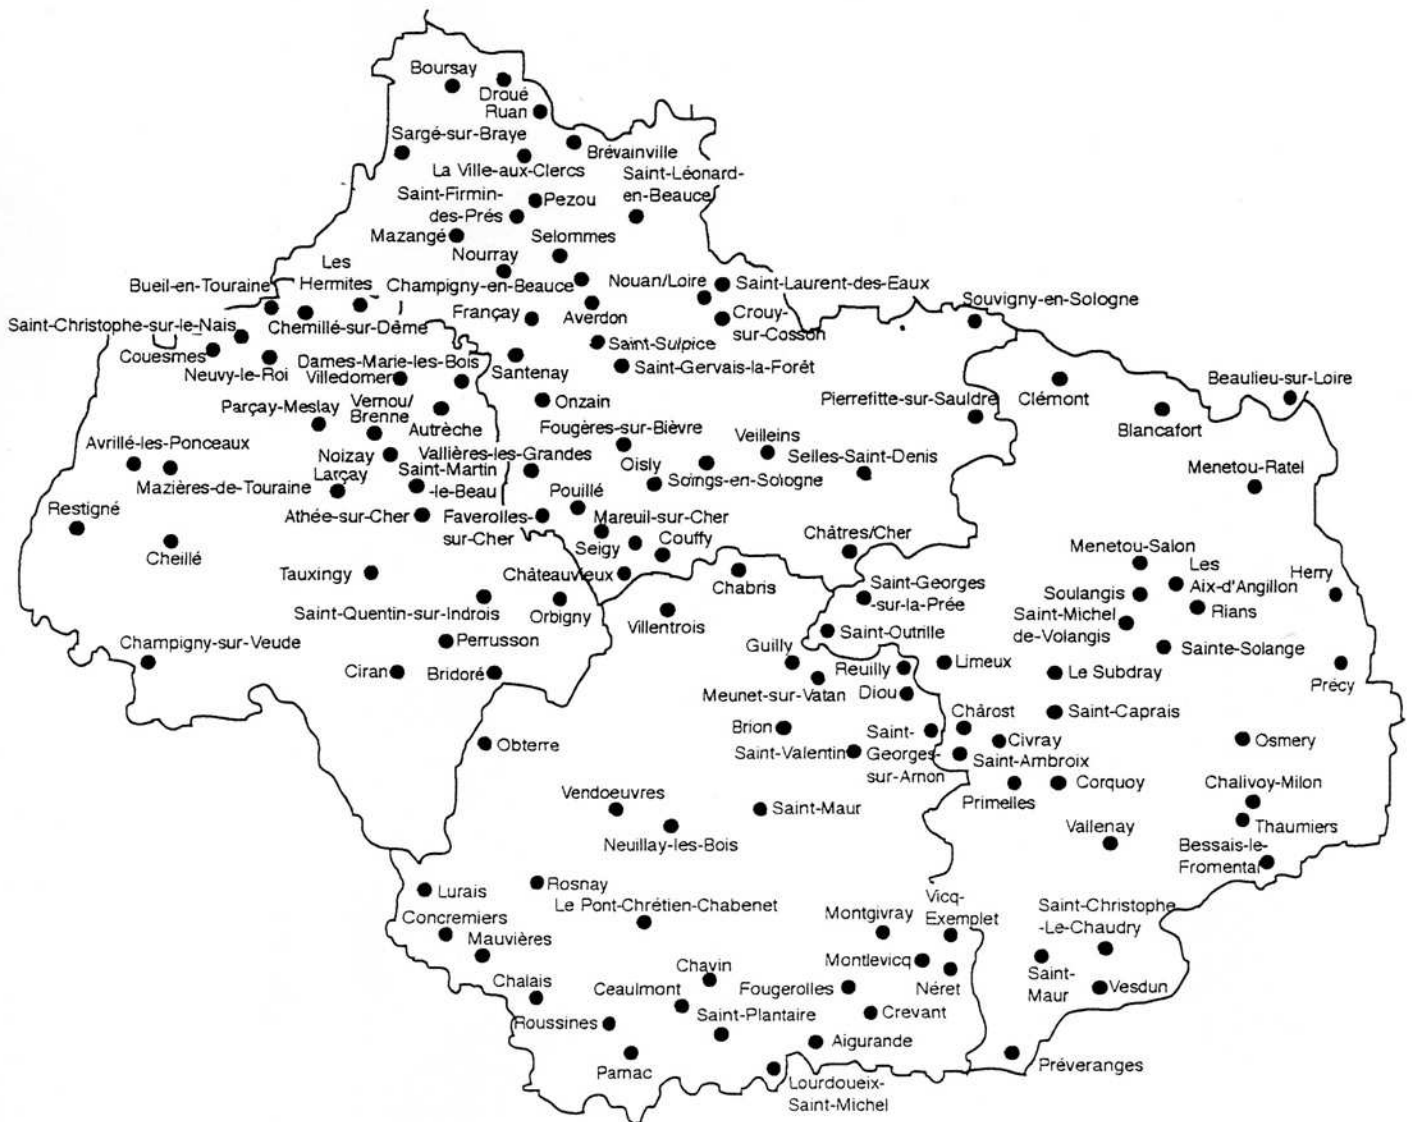 Boursay
Droué
Ruan
Sargé-sur-Braye
Brévainville
La Ville-aux-Clercs
Saint-Léonard-
en-Beauce
Saint-Firmin-
des-Prés
Pezou
Mazangé
Selommes
Nourray
Les
Hermites
Bueil-en-Touraine
Champigny-en-Beauce
Nouan/Loire
Saint-Laurent-des-Eaux
Souvigny-en-Sologne
Saint-Christophe-sur-le-Nais
Chemillé-sur-Dême
Françay
Averdon
Crouy-
sur-Cosson
Couesmes
Neuvy-le-Roi
Dames-Marie-les-Bois
Villedomer
Santenay
Saint-Sulpice
Saint-Gervais-la-Forêt
Clémont
Beaulieu-sur-Loire
Parçay-Meslay
Vernou/
Brenne
Autrèche
Onzain
Pierrefitte-sur-Sauldre
Blancafort
Avrillé-les-Ponceaux
Fougères-sur-Bièvre
Veilleins
Noizay
Vallières-les-Grandes
Oisly
Selles-Saint-Denis
Menetou-Ratel
Mazières-de-Touraine
Larçay
Saint-Martin
-le-Beau
Soings-en-Sologne
Restigné
Pouillé
Athée-sur-Cher
Faverolles-
sur-Cher
Mareuil-sur-Cher
Châtres/Cher
Cheillé
Seigy
Couffy
Menetou-Salon
Les
Aix-d'Angillon
Herry
Tauxingy
Châteauvieux
Chabris
Saint-Georges
-sur-la-Prée
Soulangis
Rians
Saint-Quentin-sur-Indrois
Orbigny
Villentrois
Saint-Michel
de-Volangis
Champigny-sur-Veude
Perrusson
Saint-Outrille
Sainte-Solange
Guilly
Reuilly
Limeux
Le Subdray
Précy
Ciran
Bridoré
Meunet-sur-Vatan
Diou
Saint-Caprais
Brion
Saint-
Georges-
sur-Arnon
Chârost
Civray
Osmery
Obterre
Saint-Valentin
Saint-Ambroix
Vendoeuvres
Saint-Maur
Primelles
Corquoy
Chalivoy-Milon
Neuillay-les-Bois
Vallenay
Thaumiers
Bessais-le-
Fromental
Lurais
Rosnay
Le Pont-Chrétien-Chabenet
Montgivray
Vicq-
Exemplet
Saint-Christophe
-Le-Chaudry
Concremiers
Mauvières
Chavin
Montlevicq
Chalais
Ceaulmont
Fougerolles
Néret
Saint-
Maur
Vesdun
Roussines
Saint-Plantaire
Crevant
Parnac
Aigurande
Préveranges
Lourdoueix-
Saint-Michel